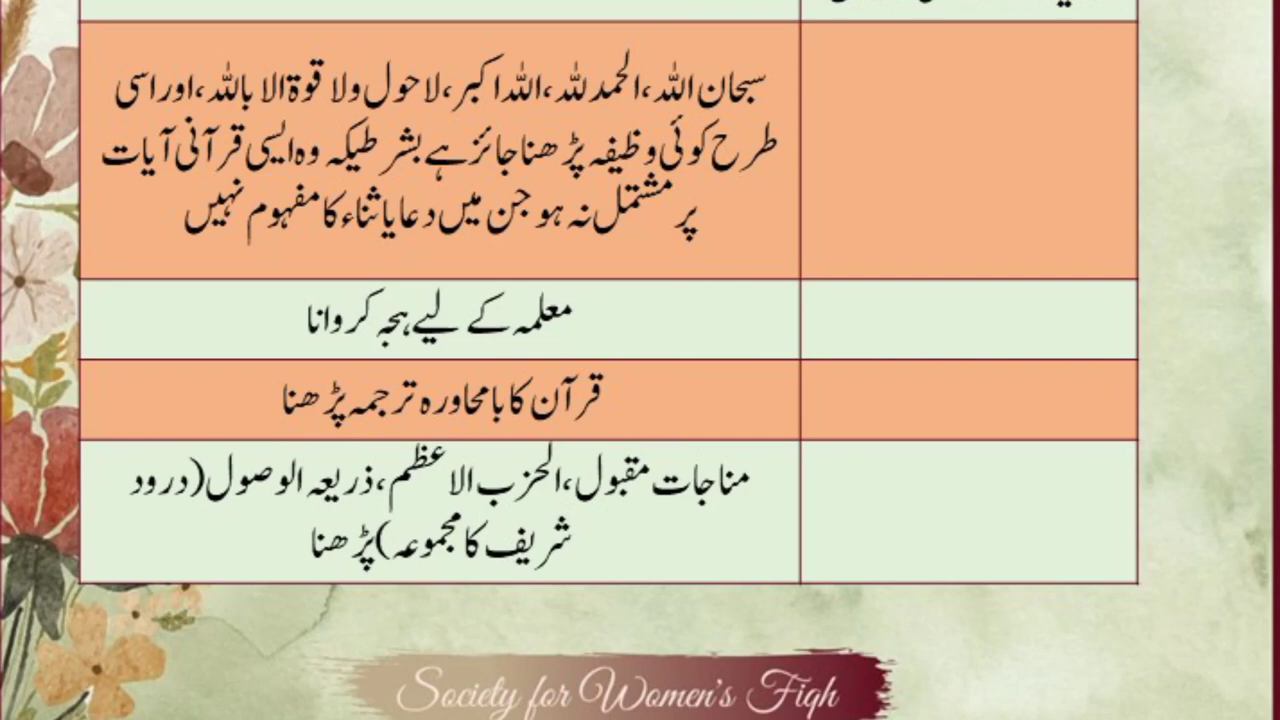 سبحان اللہ،الحمدللہ،اللہ اکبر،لاحول ولا قوۃ الا باللہ،اور اسی
طرح کوئی وظیفہ پڑھنا جائز ہے بشرطیکہ وہ ایسی قرآنی آیات
پر مشتمل نہ ہو جن میں دعا یا ثناء کا مفہوم نہیں
معلمہ کے لیے ہجہ کروانا
قرآن کا بامحاورہ ترجمہ پڑھنا
مناجات مقبول،الحزب الاعظم،ذریعہ الوصول(درود
شریف کا مجموعہ)پڑھنا
Society for Women's Fiqh